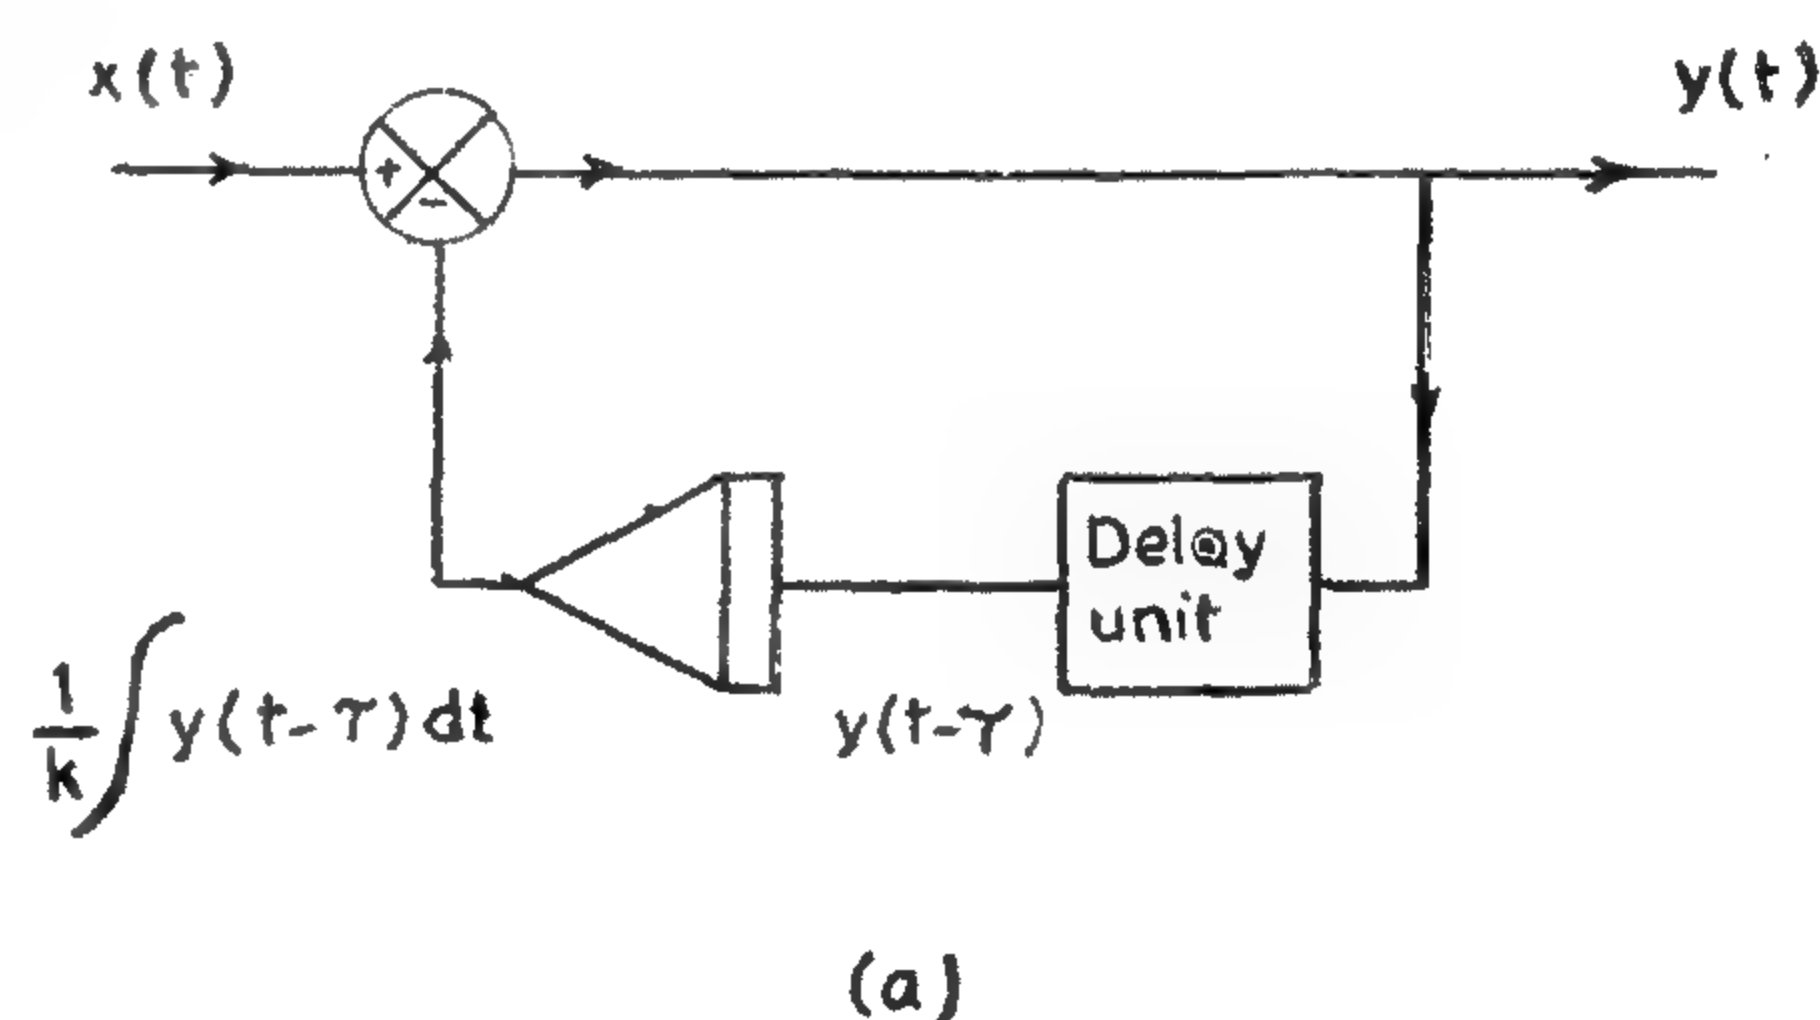 x(t)
y(t)
+
−
Delay
unit
1/k ∫ y(t-τ) dt
y(t-τ)
(a)